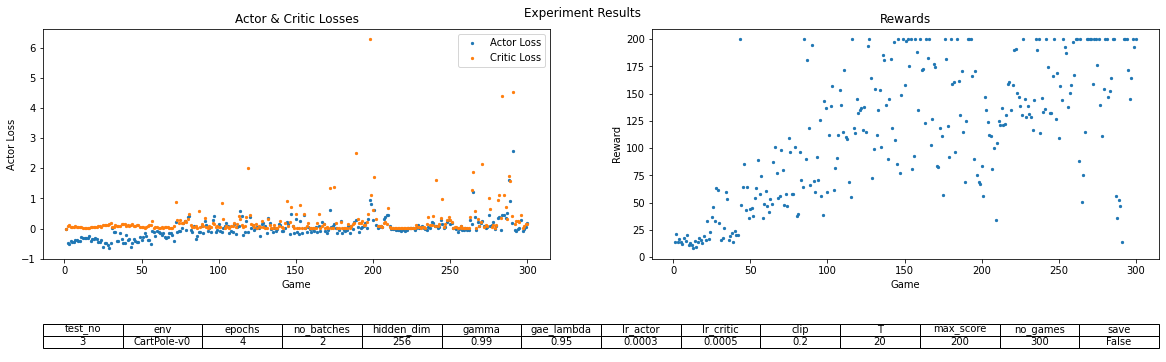 Experiment Results
Actor & Critic Losses
Actor Loss
Critic Loss
Actor Loss
6
5
4
3
2
1
0
−1
0 50 100 150 200 250 300
Game
Rewards
Reward
200
175
150
125
100
75
50
25
0
0 50 100 150 200 250 300
Game
test_no env epochs no_batches hidden_dim gamma gae_lambda lr_actor lr_critic clip T max_score no_games save
3 CartPole-v0 4 2 256 0.99 0.95 0.0003 0.0005 0.2 20 200 300 False